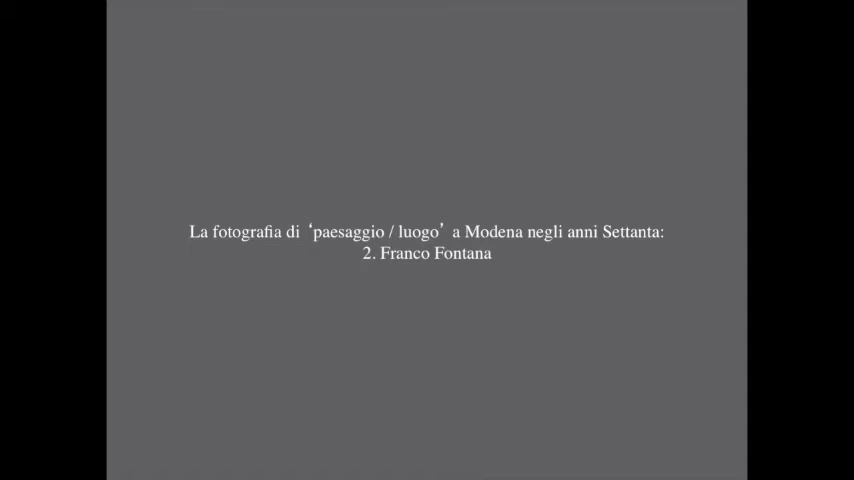 La fotografia di ‘paesaggio / luogo’ a Modena negli anni Settanta:
2. Franco Fontana